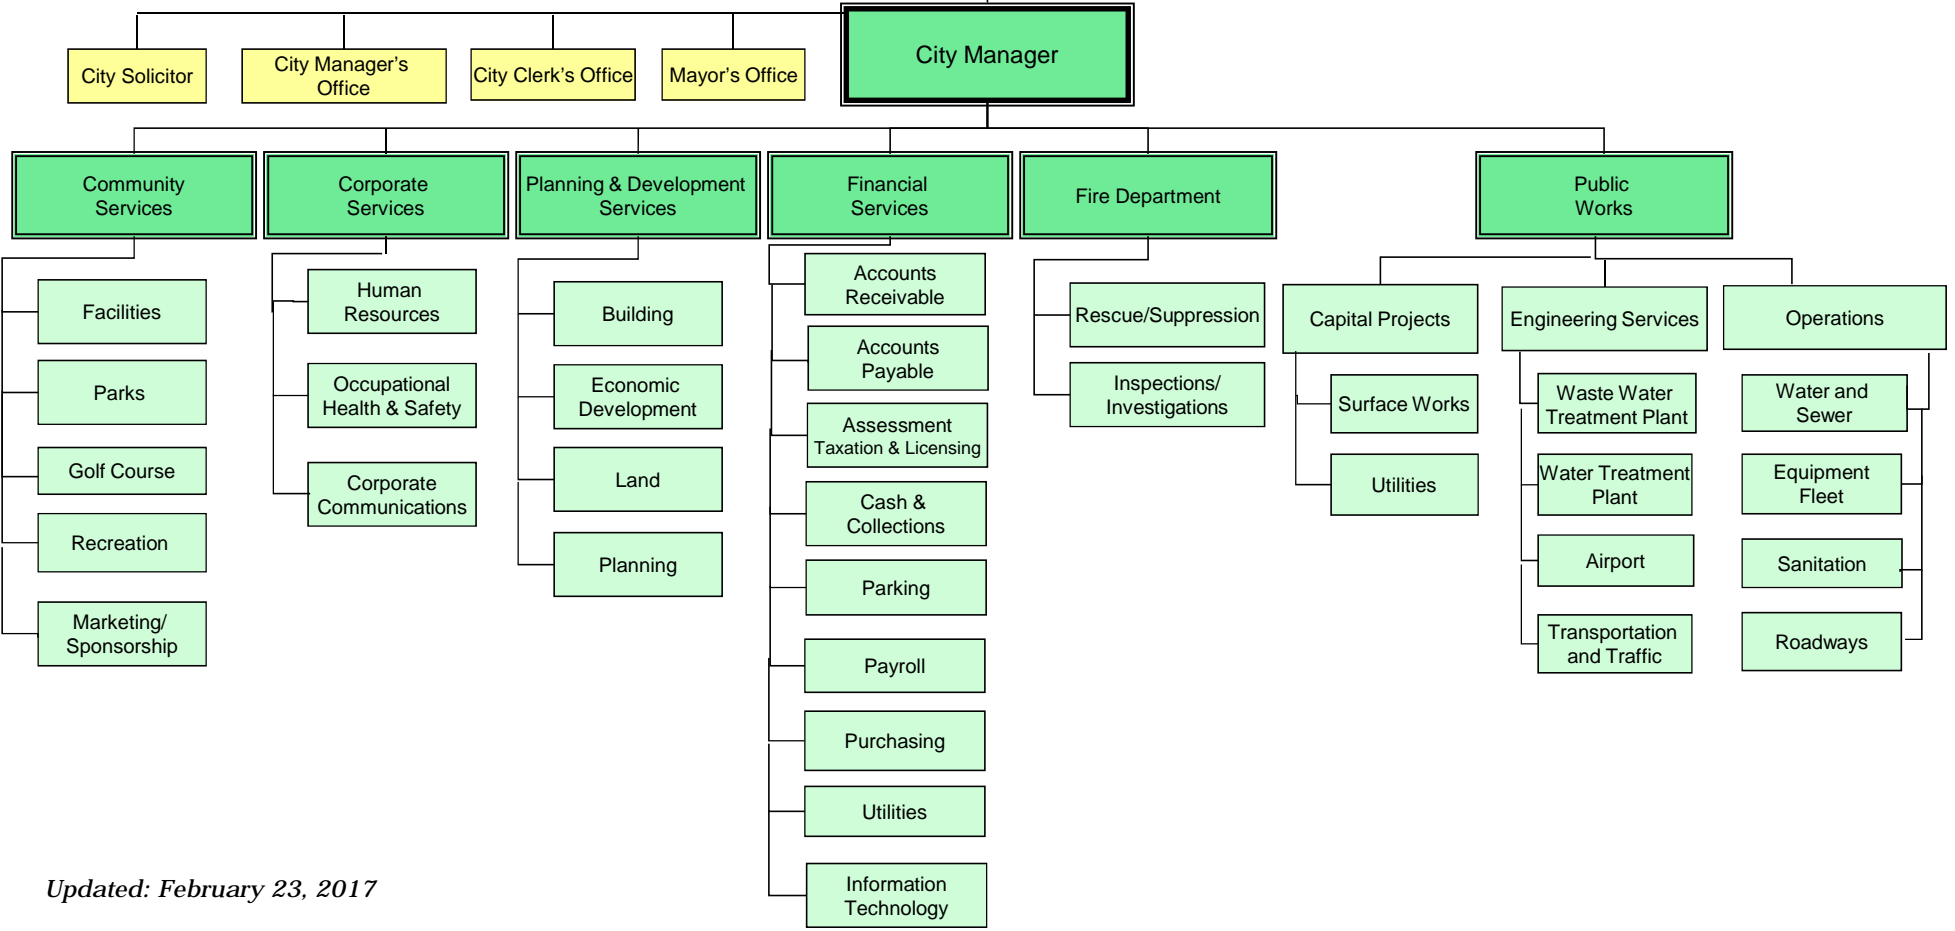 City Manager
City Solicitor
City Manager's
Office
City Clerk's Office
Mayor's Office
Community
Services
Corporate
Services
Planning & Development
Services
Financial
Services
Fire Department
Public
Works
Facilities
Parks
Golf Course
Recreation
Marketing/
Sponsorship
Human
Resources
Occupational
Health & Safety
Corporate
Communications
Building
Economic
Development
Land
Planning
Accounts
Receivable
Accounts
Payable
Assessment
Taxation & Licensing
Cash &
Collections
Parking
Payroll
Purchasing
Utilities
Information
Technology
Rescue/Suppression
Inspections/
Investigations
Capital Projects
Surface Works
Utilities
Engineering Services
Waste Water
Treatment Plant
Water Treatment
Plant
Airport
Transportation
and Traffic
Operations
Water and
Sewer
Equipment
Fleet
Sanitation
Roadways
Updated: February 23, 2017